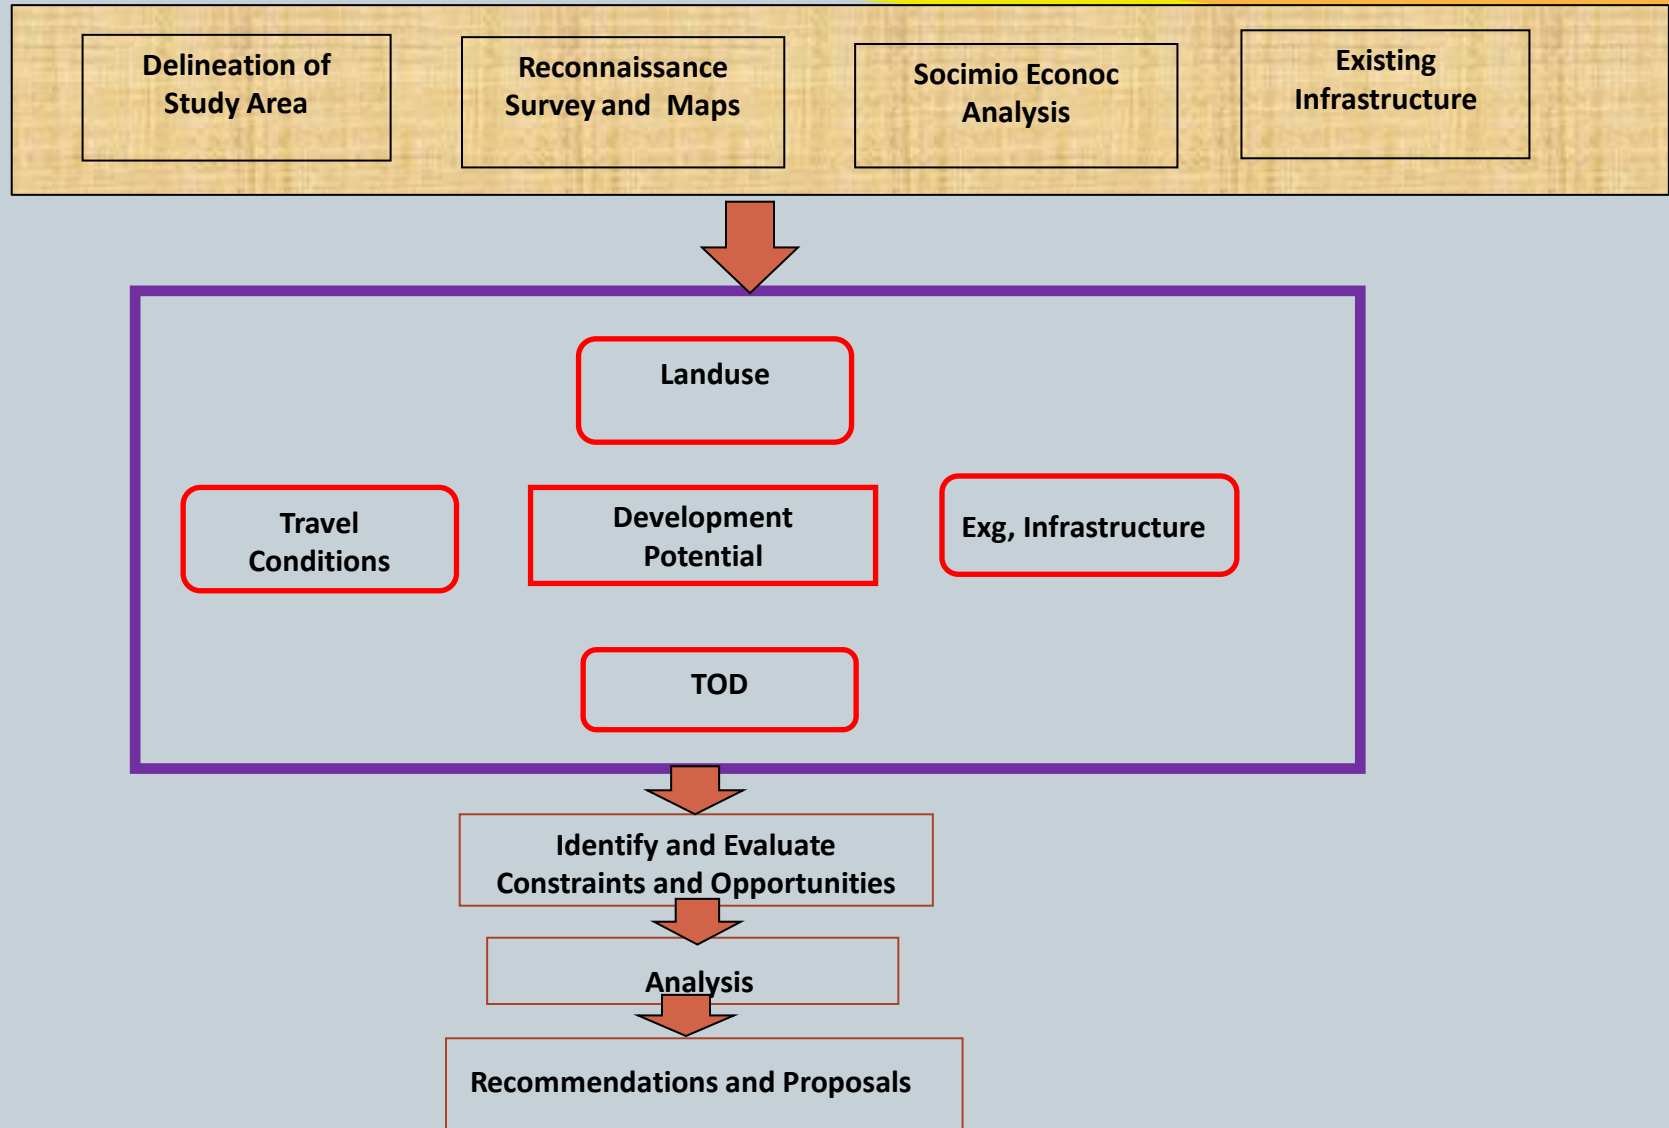 Delineation of
Study Area
Reconnaissance
Survey and Maps
Socimio Econoc
Analysis
Existing
Infrastructure
Landuse
Travel
Conditions
Development
Potential
Exg, Infrastructure
TOD
Identify and Evaluate
Constraints and Opportunities
Analysis
Recommendations and Proposals